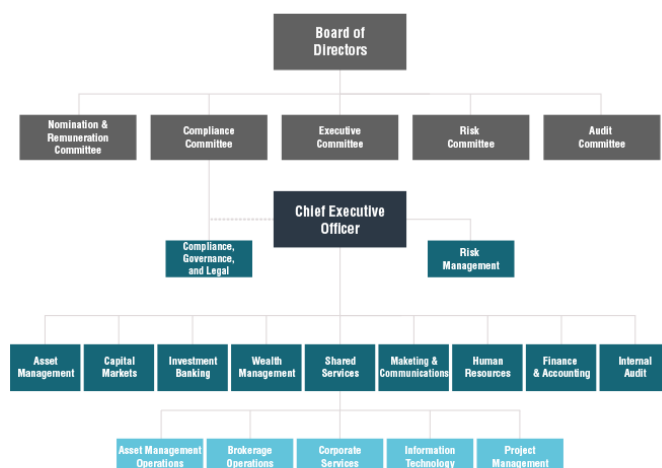 Board of
Directors
Nomination &
Remuneration
Committee
Compliance
Committee
Executive
Committee
Risk
Committee
Audit
Committee
Chief Executive
Officer
Compliance,
Governance,
and Legal
Risk
Management
Asset
Management
Capital
Markets
Investment
Banking
Wealth
Management
Shared
Services
Maketing &
Communications
Human
Resources
Finance
& Accounting
Internal
Audit
Asset Management
Operations
Brokerage
Operations
Corporate
Services
Information
Technology
Project
Management